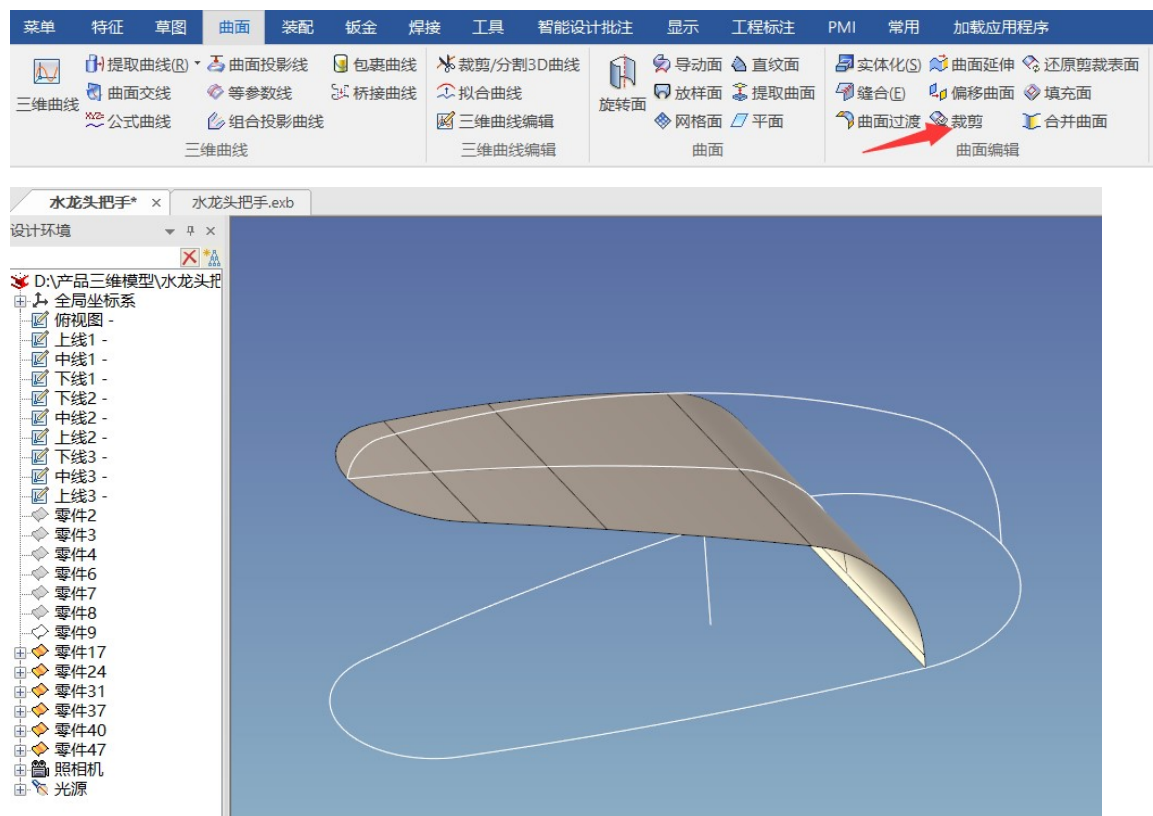 菜单 特征 草图 曲面 装配 钣金 焊接 工具 智能设计批注 显示 工程标注 PMI 常用 加载应用程序
提取曲线(R) 曲面投影线 包裹曲线 裁剪/分割3D曲线 导动面 直纹面 实体化(S) 曲面延伸 还原剪裁表面
三维曲线 曲面交线 等参数线 桥接曲线 拟合曲线 旋转面 放样面 提取曲面 缝合(E) 偏移曲面 填充面
公式曲线 组合投影曲线 三维曲线编辑 网格面 平面 曲面过渡 裁剪 合并曲面
三维曲线 三维曲线编辑 曲面 曲面编辑
水龙头把手* × 水龙头把手.exb
设计环境
D:\产品三维模型\水龙头把
全局坐标系
俯视图 -
上线1 -
中线1 -
下线1 -
下线2 -
中线2 -
上线2 -
下线3 -
中线3 -
上线3 -
零件2
零件3
零件4
零件6
零件7
零件8
零件9
零件17
零件24
零件31
零件37
零件40
零件47
照相机
光源